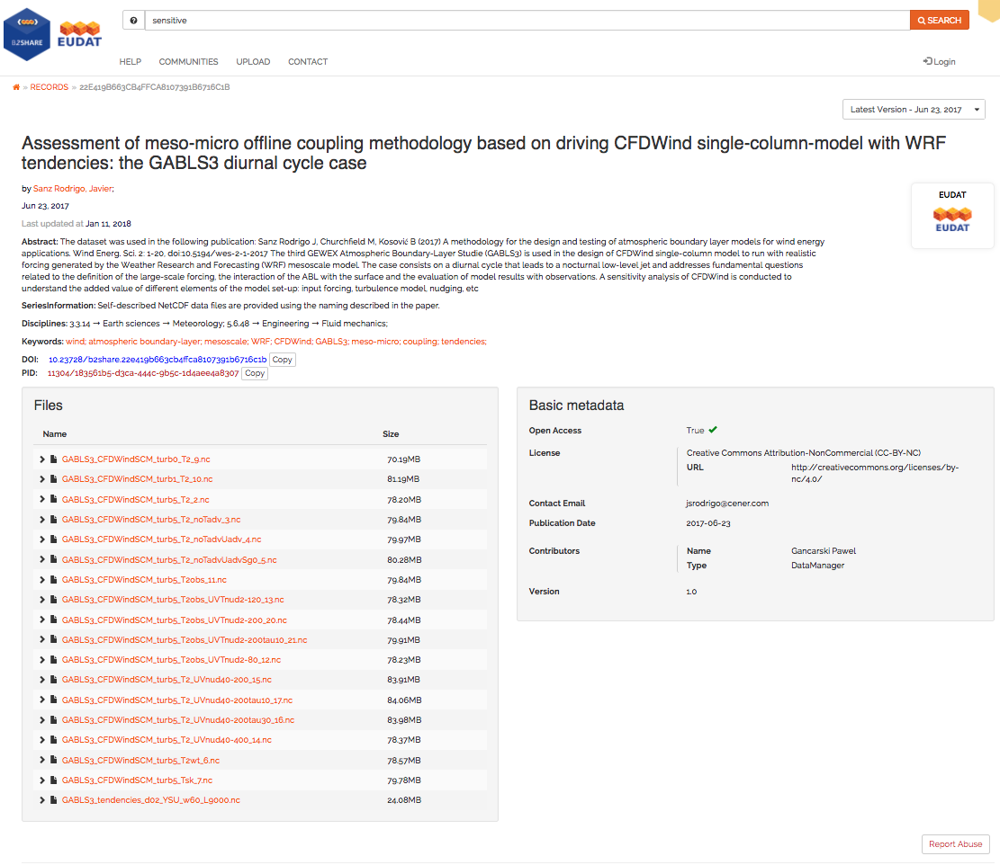 B2SHARE
EUDAT
sensitive
SEARCH
HELP COMMUNITIES UPLOAD CONTACT Login
» RECORDS » 22E419B663CB4FFCA8107391B6716C1B
Latest Version - Jun 23, 2017
Assessment of meso-micro offline coupling methodology based on driving CFDWind single-column-model with WRF
tendencies: the GABLS3 diurnal cycle case
by Sanz Rodrigo, Javier;
Jun 23, 2017
Last updated at Jan 11, 2018
EUDAT
EUDAT
Abstract: The dataset was used in the following publication: Sanz Rodrigo J, Churchfield M, Kosović B (2017) A methodology for the design and testing of atmospheric boundary layer models for wind energy
applications. Wind Energ. Sci. 2: 1-20, doi:10.5194/wes-2-1-2017 The third GEWEX Atmospheric Boundary-Layer Studie (GABLS3) is used in the design of CFDWind single-column model to run with realistic
forcing generated by the Weather Research and Forecasting (WRF) mesoscale model. The case consists on a diurnal cycle that leads to a nocturnal low-level jet and addresses fundamental questions
related to the definition of the large-scale forcing, the interaction of the ABL with the surface and the evaluation of model results with observations. A sensitivity analysis of CFDWind is conducted to
understand the added value of different elements of the model set-up: input forcing, turbulence model, nudging, etc
SeriesInformation: Self-described NetCDF data files are provided using the naming described in the paper.
Disciplines: 3.3.14 → Earth sciences → Meteorology; 5.6.48 → Engineering → Fluid mechanics;
Keywords: wind; atmospheric boundary-layer; mesoscale; WRF; CFDWind; GABLS3; meso-micro; coupling; tendencies;
DOI: 10.23728/b2share.22e419b663cb4ffca8107391b6716c1b Copy
PID: 11304/183561b5-d3ca-444c-9b5c-1d4aee4a8307 Copy
Files
Name Size
GABLS3_CFDWindSCM_turb0_T2_9.nc 70.19MB
GABLS3_CFDWindSCM_turb1_T2_10.nc 81.19MB
GABLS3_CFDWindSCM_turb5_T2_2.nc 78.20MB
GABLS3_CFDWindSCM_turb5_T2_noTadv_3.nc 79.84MB
GABLS3_CFDWindSCM_turb5_T2_noTadvUadv_4.nc 79.97MB
GABLS3_CFDWindSCM_turb5_T2_noTadvUadvSg0_5.nc 80.28MB
GABLS3_CFDWindSCM_turb5_T2obs_11.nc 79.84MB
GABLS3_CFDWindSCM_turb5_T2obs_UVTnud2-120_13.nc 78.32MB
GABLS3_CFDWindSCM_turb5_T2obs_UVTnud2-200_20.nc 78.44MB
GABLS3_CFDWindSCM_turb5_T2obs_UVTnud2-200tau10_21.nc 79.91MB
GABLS3_CFDWindSCM_turb5_T2obs_UVTnud2-80_12.nc 78.23MB
GABLS3_CFDWindSCM_turb5_T2_UVnud40-200_15.nc 83.91MB
GABLS3_CFDWindSCM_turb5_T2_UVnud40-200tau10_17.nc 84.06MB
GABLS3_CFDWindSCM_turb5_T2_UVnud40-200tau30_16.nc 83.98MB
GABLS3_CFDWindSCM_turb5_T2_UVnud40-400_14.nc 78.37MB
GABLS3_CFDWindSCM_turb5_T2wt_6.nc 78.57MB
GABLS3_CFDWindSCM_turb5_Tsk_7.nc 79.78MB
GABLS3_tendencies_d02_YSU_w60_L9000.nc 24.08MB
Basic metadata
Open Access True
License Creative Commons Attribution-NonCommercial (CC-BY-NC)
URL http://creativecommons.org/licenses/by-
nc/4.0/
Contact Email jsrodrigo@cener.com
Publication Date 2017-06-23
Contributors Name Gancarski Pawel
Type DataManager
Version 1.0
Report Abuse